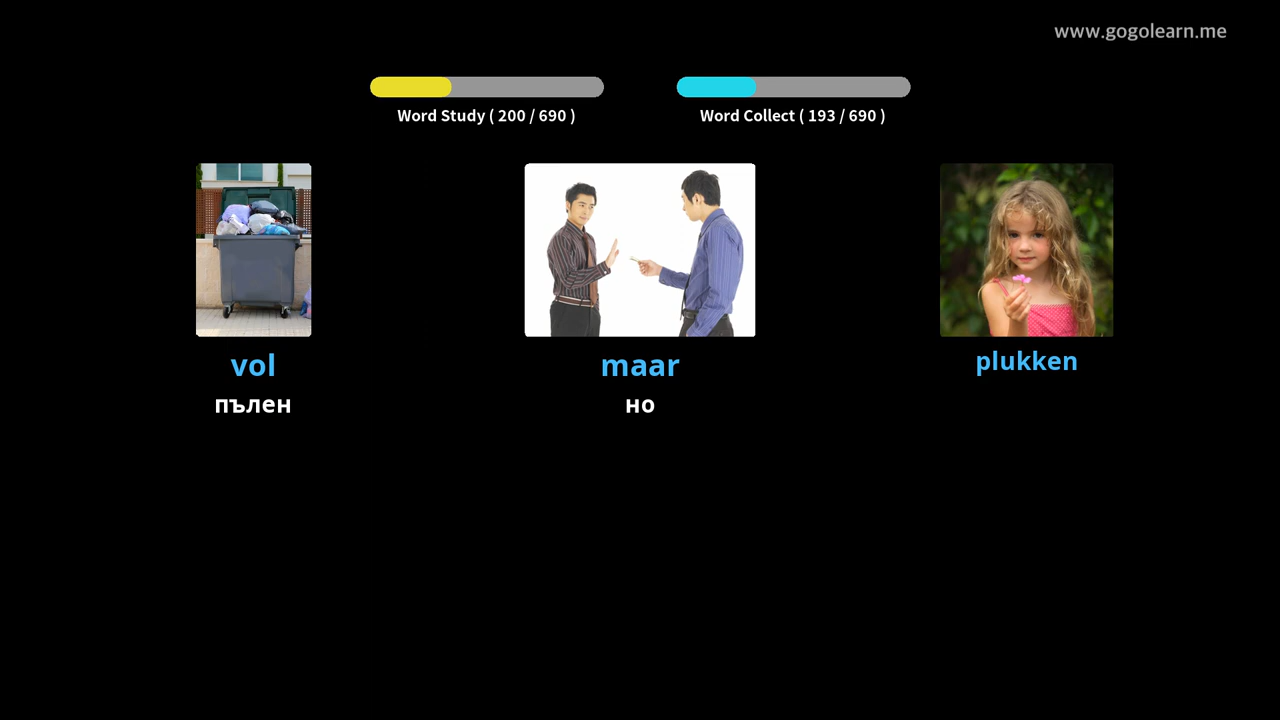 www.gogolearn.me
Word Study ( 200 / 690 )
Word Collect ( 193 / 690 )
vol
maar
plukken
пълен
но